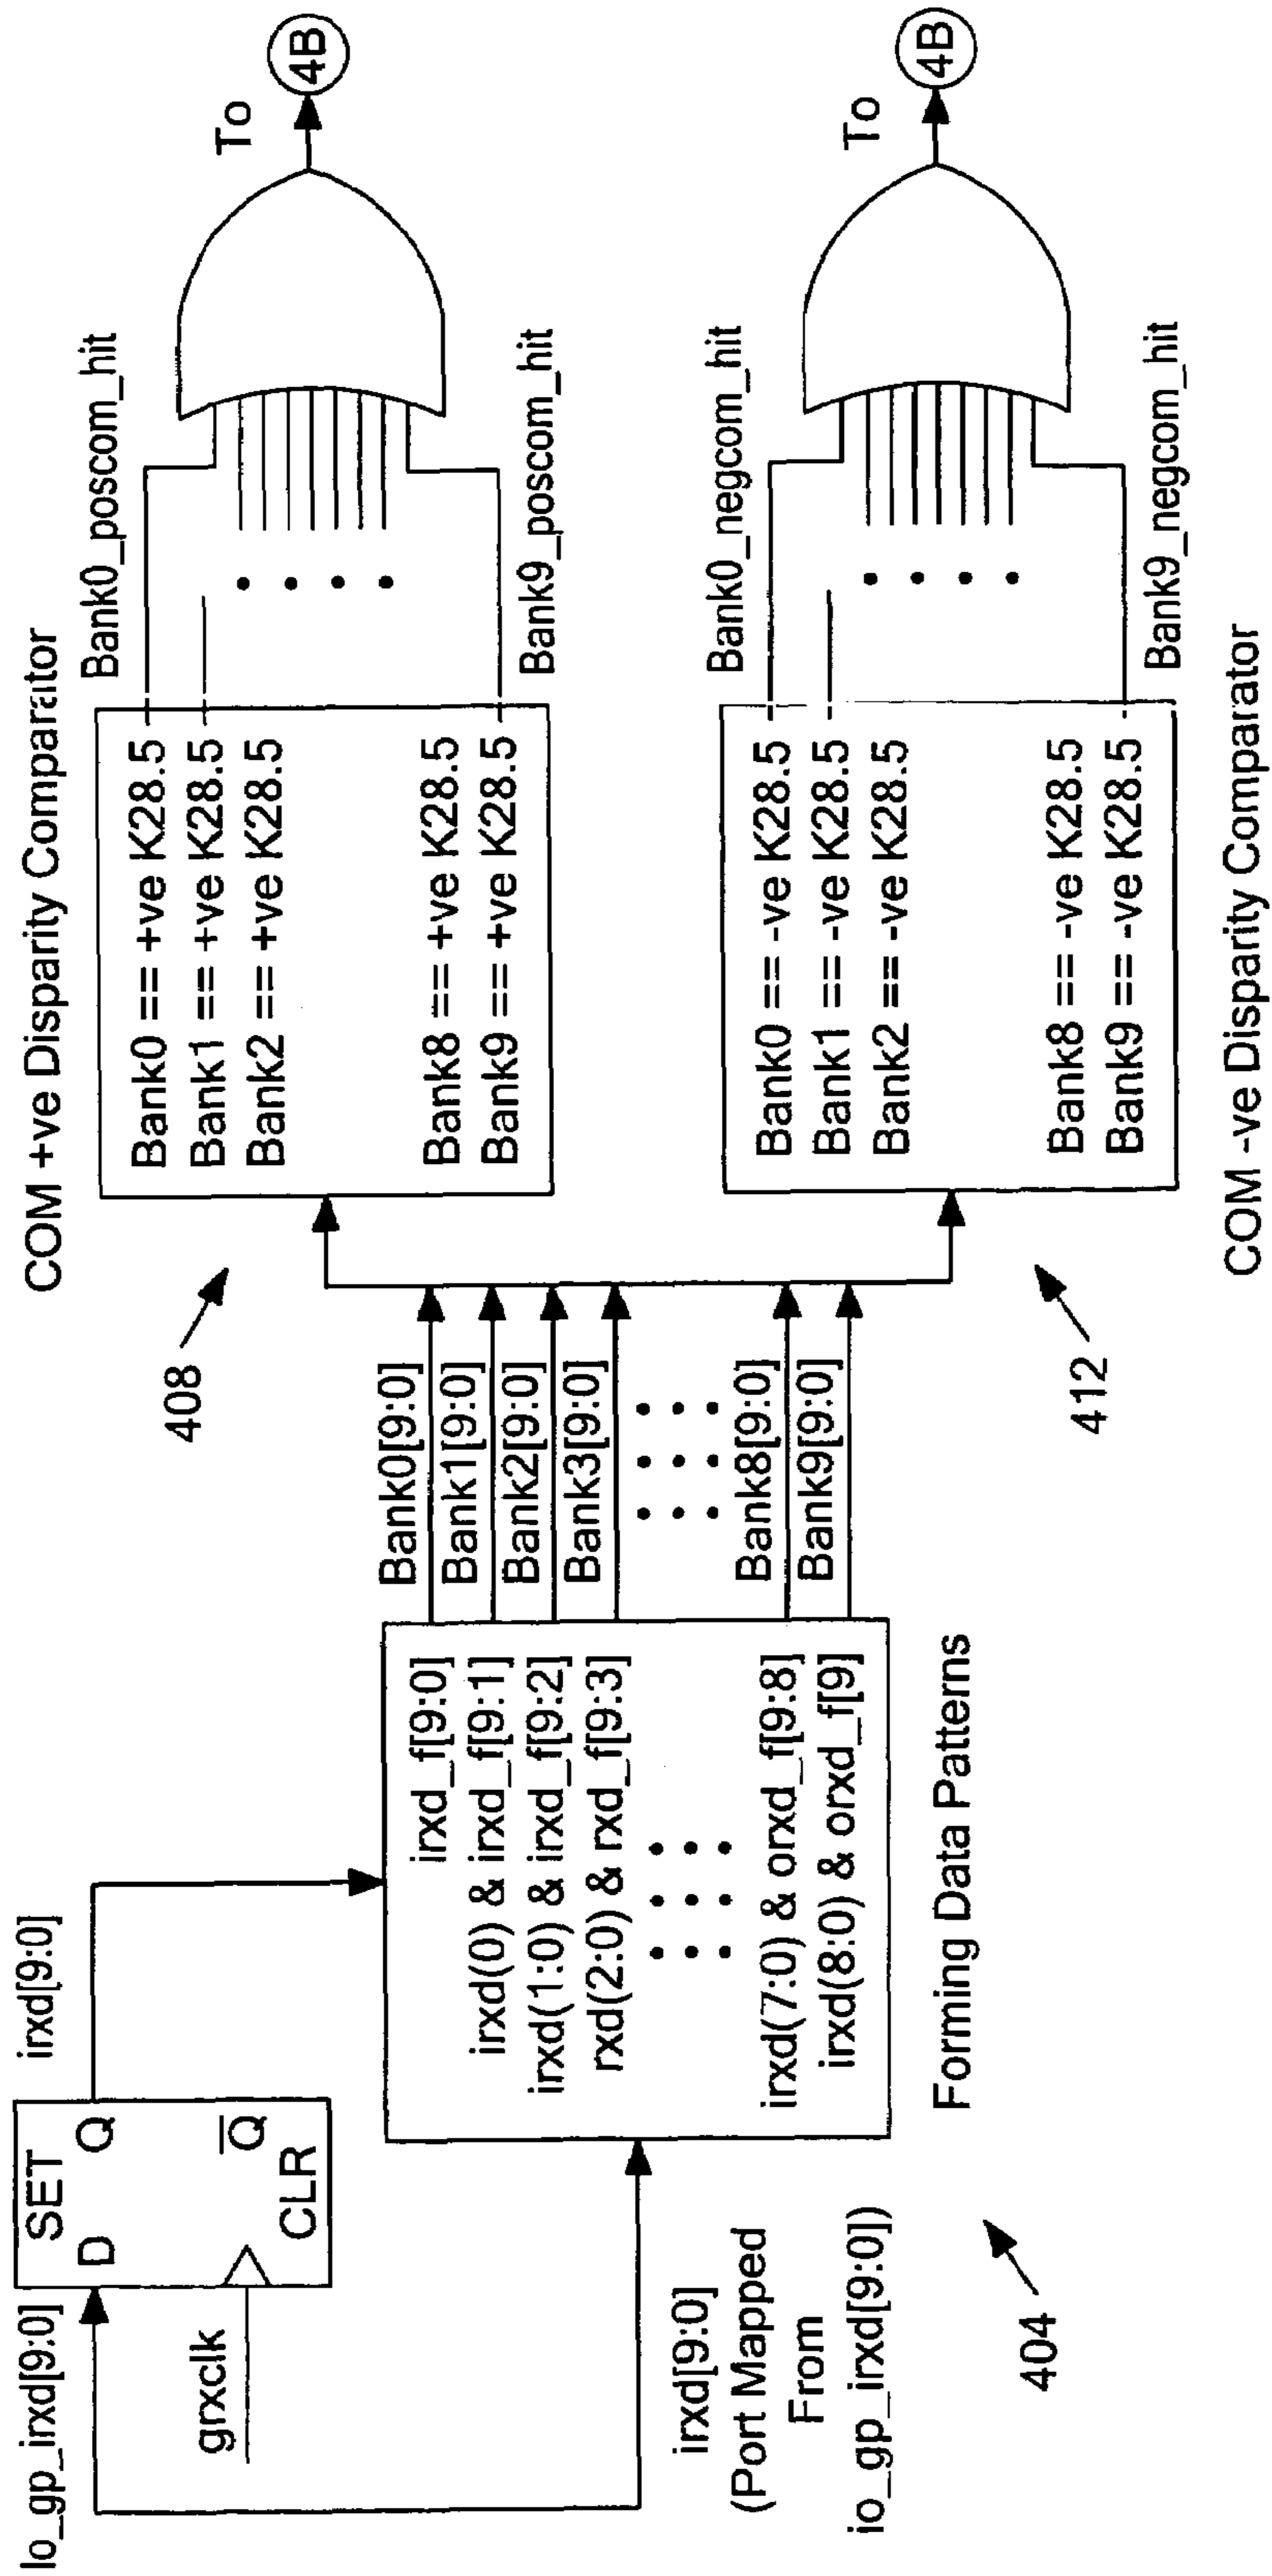 Io_gp_irxd[9:0]
SET
D
Q
Q
CLR
grxclk
irxd[9:0]
irxd[9:0]
(Port Mapped
From
io_gp_irxd[9:0])
404
irxd_f[9:0]
irxd(0) & irxd_f[9:1]
irxd(1:0) & irxd_f[9:2]
rxd(2:0) & rxd_f[9:3]
irxd(7:0) & orxd_f[9:8]
irxd(8:0) & orxd_f[9]
Forming Data Patterns
Bank0[9:0]
Bank1[9:0]
Bank2[9:0]
Bank3[9:0]
Bank8[9:0]
Bank9[9:0]
408
COM +ve Disparity Comparator
Bank0 == +ve K28.5
Bank1 == +ve K28.5
Bank2 == +ve K28.5
Bank8 == +ve K28.5
Bank9 == +ve K28.5
Bank0_poscom_hit
Bank9_poscom_hit
To
4B
412
Bank0 == -ve K28.5
Bank1 == -ve K28.5
Bank2 == -ve K28.5
Bank8 == -ve K28.5
Bank9 == -ve K28.5
COM -ve Disparity Comparator
Bank0_negcom_hit
Bank9_negcom_hit
To
4B